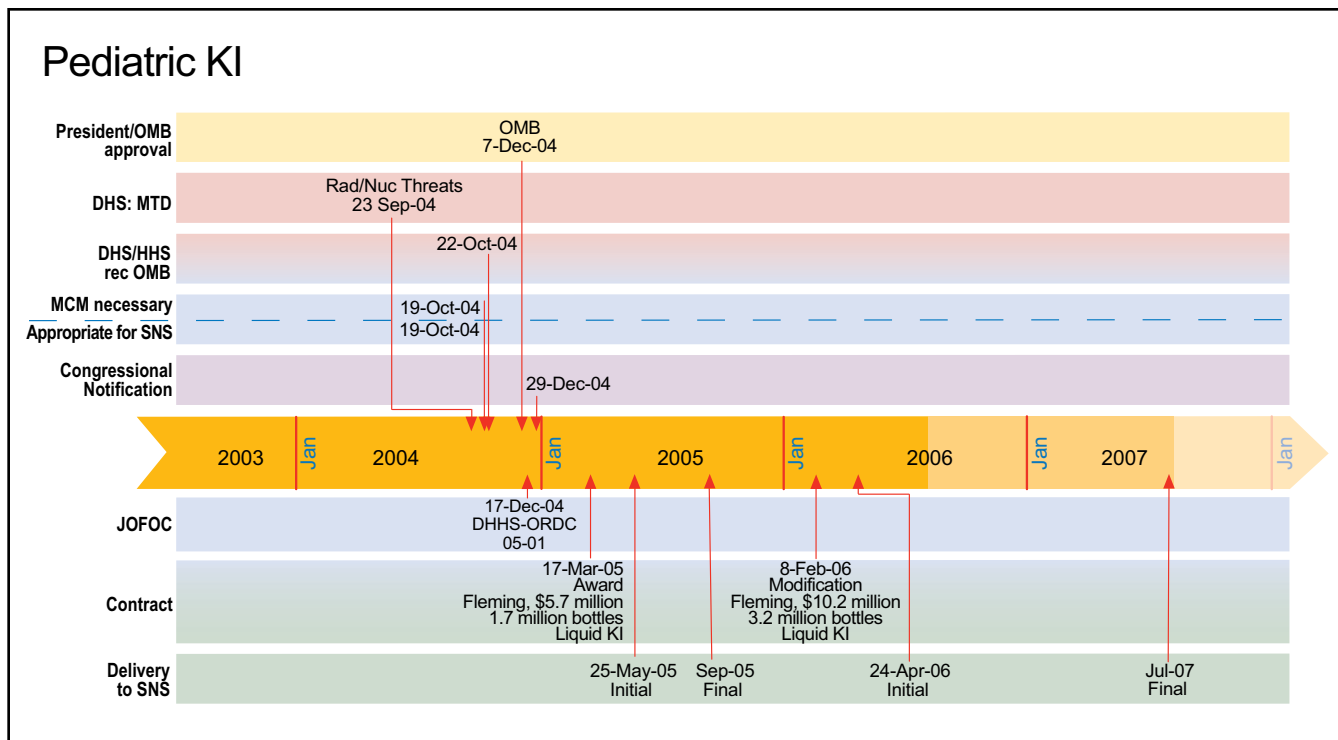 Pediatric KI
President/OMB
approval
OMB
7-Dec-04
DHS: MTD
Rad/Nuc Threats
23 Sep-04
DHS/HHS
rec OMB
22-Oct-04
MCM necessary
19-Oct-04
Appropriate for SNS
19-Oct-04
Congressional
Notification
29-Dec-04
2003 Jan 2004 Jan 2005 Jan 2006 Jan 2007 Jan
JOFOC
17-Dec-04
DHHS-ORDC
05-01
Contract
17-Mar-05
Award
Fleming, $5.7 million
1.7 million bottles
Liquid KI
8-Feb-06
Modification
Fleming, $10.2 million
3.2 million bottles
Liquid KI
Delivery
to SNS
25-May-05
Initial
Sep-05
Final
24-Apr-06
Initial
Jul-07
Final